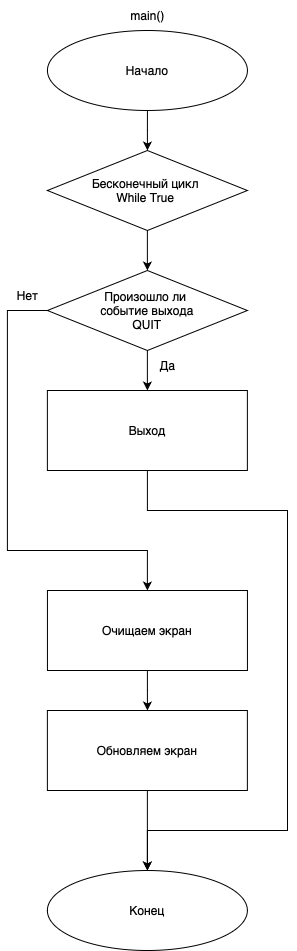 main()
Начало
Бесконечный цикл
While True
Произошло ли
событие выхода
QUIT
Нет
Да
Выход
Очищаем экран
Обновляем экран
Конец